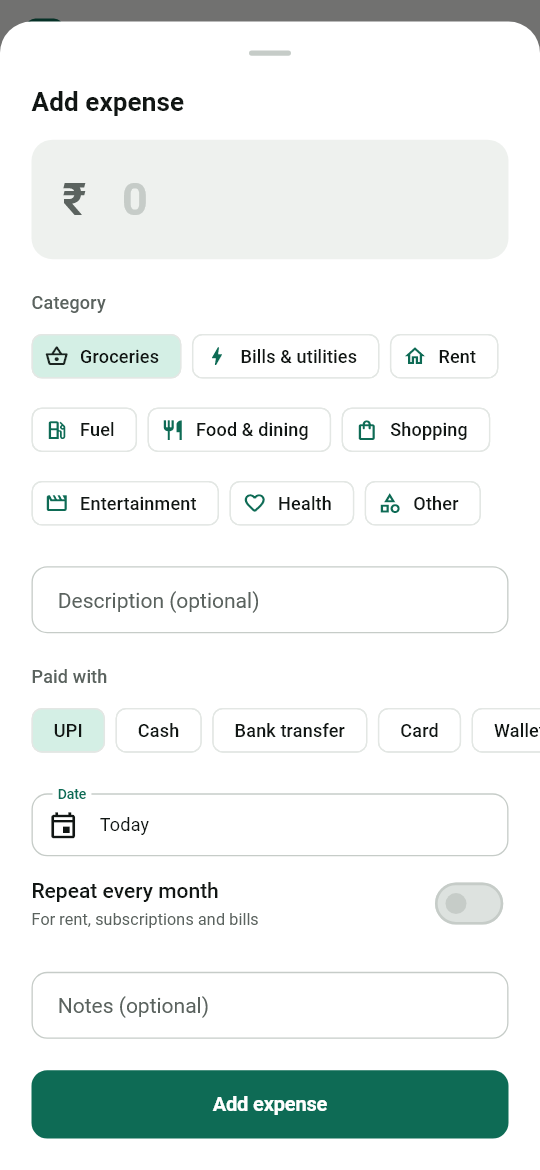 Add expense
₹ 0
Category
Groceries Bills & utilities Rent
Fuel Food & dining Shopping
Entertainment Health Other
Description (optional)
Paid with
UPI Cash Bank transfer Card
Date
Today
Repeat every month
For rent, subscriptions and bills
Notes (optional)
Add expense